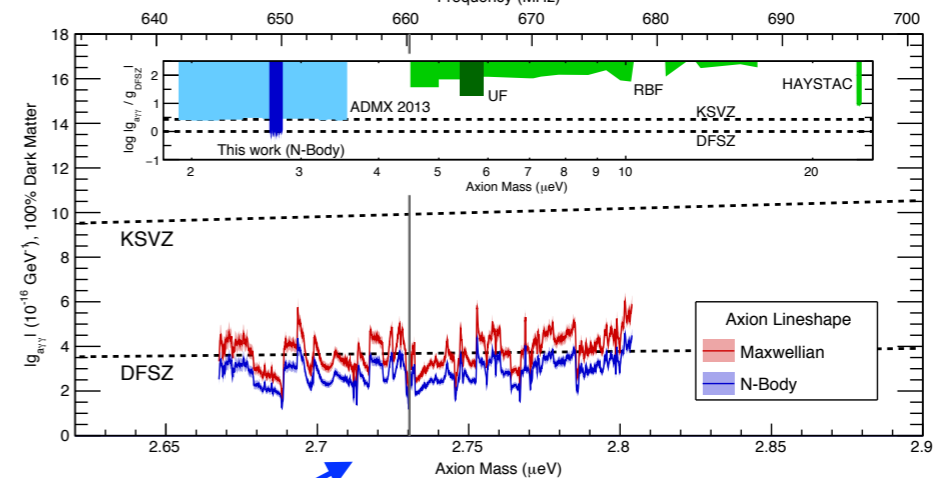 Frequency (MHz)
640 650 660 670 680 690 700
18
16
14
12
10
8
6
4
2
0
|gaγγ| (10-16 GeV-1), 100% Dark Matter
log |gaγγ / gDFSZ|
2
1
0
−1
ADMX 2013
UF
RBF
HAYSTAC
KSVZ
DFSZ
This work (N-Body)
2 3 4 5 6 7 8 9 10 20
Axion Mass (μeV)
KSVZ
DFSZ
Axion Lineshape
Maxwellian
N-Body
2.65 2.7 2.75 2.8 2.85 2.9
Axion Mass (μeV)